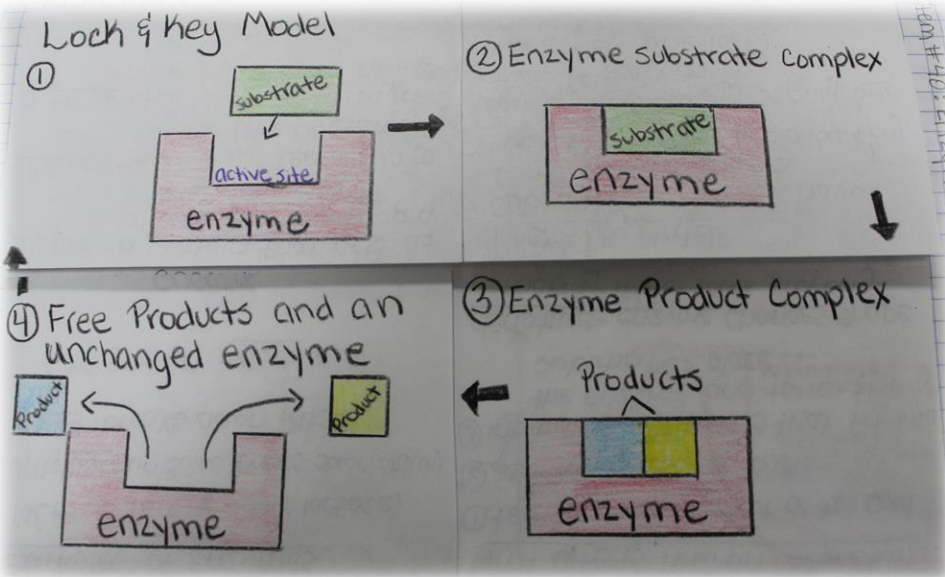 Lock & Key Model
①
substrate
active site
enzyme
② Enzyme Substrate Complex
substrate
enzyme
③ Enzyme Product Complex
Products
enzyme
④ Free Products and an
unchanged enzyme
Product
Product
enzyme